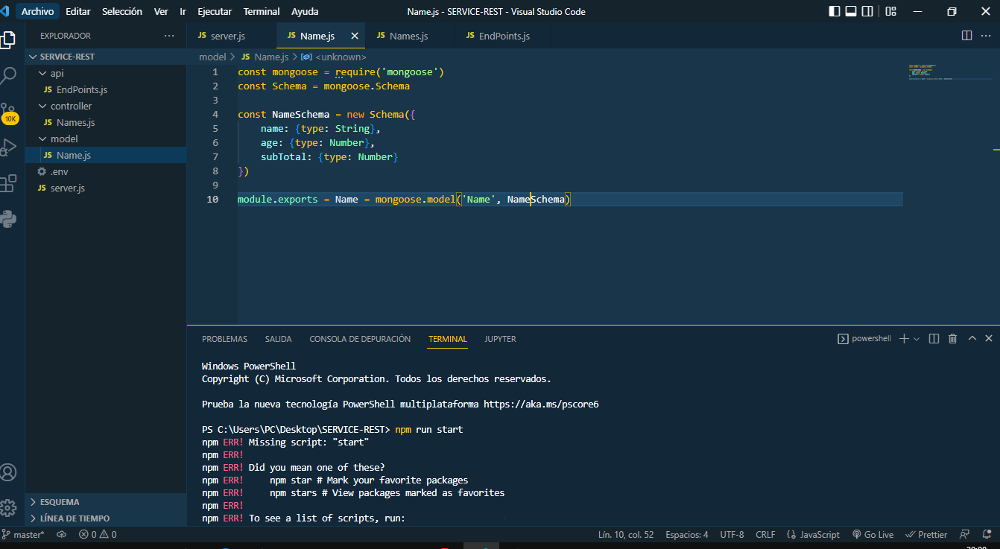 Archivo Editar Selección Ver Ir Ejecutar Terminal Ayuda Name.js - SERVICE-REST - Visual Studio Code
EXPLORADOR ...
SERVICE-REST
api
JS EndPoints.js
controller
JS Names.js
model
JS Name.js
.env
JS server.js
10K
ESQUEMA
LÍNEA DE TIEMPO
JS server.js JS Name.js JS Names.js JS EndPoints.js
model > JS Name.js > <unknown>
1 const mongoose = require('mongoose')
2 const Schema = mongoose.Schema
3
4 const NameSchema = new Schema({
5 name: {type: String},
6 age: {type: Number},
7 subTotal: {type: Number}
8 })
9
10 module.exports = Name = mongoose.model('Name', NameSchema)
PROBLEMAS SALIDA CONSOLA DE DEPURACIÓN TERMINAL JUPYTER powershell
Windows PowerShell
Copyright (C) Microsoft Corporation. Todos los derechos reservados.
Prueba la nueva tecnología PowerShell multiplataforma https://aka.ms/pscore6
PS C:\Users\PC\Desktop\SERVICE-REST> npm run start
npm ERR! Missing script: "start"
npm ERR!
npm ERR! Did you mean one of these?
npm ERR! npm star # Mark your favorite packages
npm ERR! npm stars # View packages marked as favorites
npm ERR!
npm ERR! To see a list of scripts, run:
master* 0 0 Lín. 10, col. 52 Espacios: 4 UTF-8 CRLF JavaScript Go Live Prettier